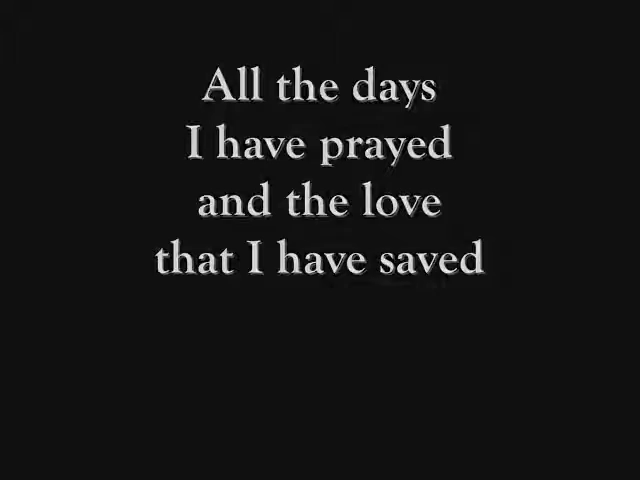 All the days
I have prayed
and the love
that I have saved